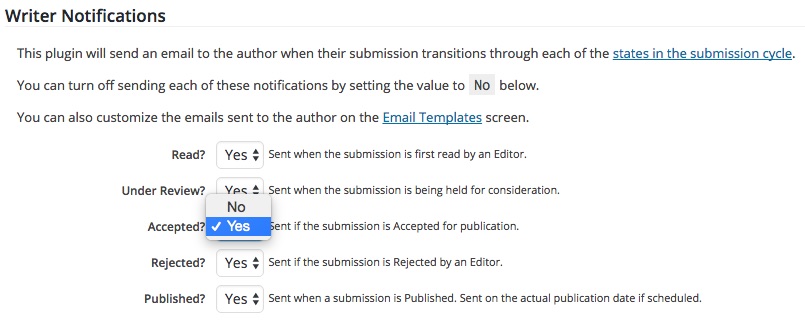 Writer Notifications
This plugin will send an email to the author when their submission transitions through each of the states in the submission cycle.
You can turn off sending each of these notifications by setting the value to No below.
You can also customize the emails sent to the author on the Email Templates screen.
Read? Yes Sent when the submission is first read by an Editor.
Under Review? Yes Sent when the submission is being held for consideration.
No
Accepted? ✓ Yes Sent if the submission is Accepted for publication.
Rejected? Yes Sent if the submission is Rejected by an Editor.
Published? Yes Sent when a submission is Published. Sent on the actual publication date if scheduled.